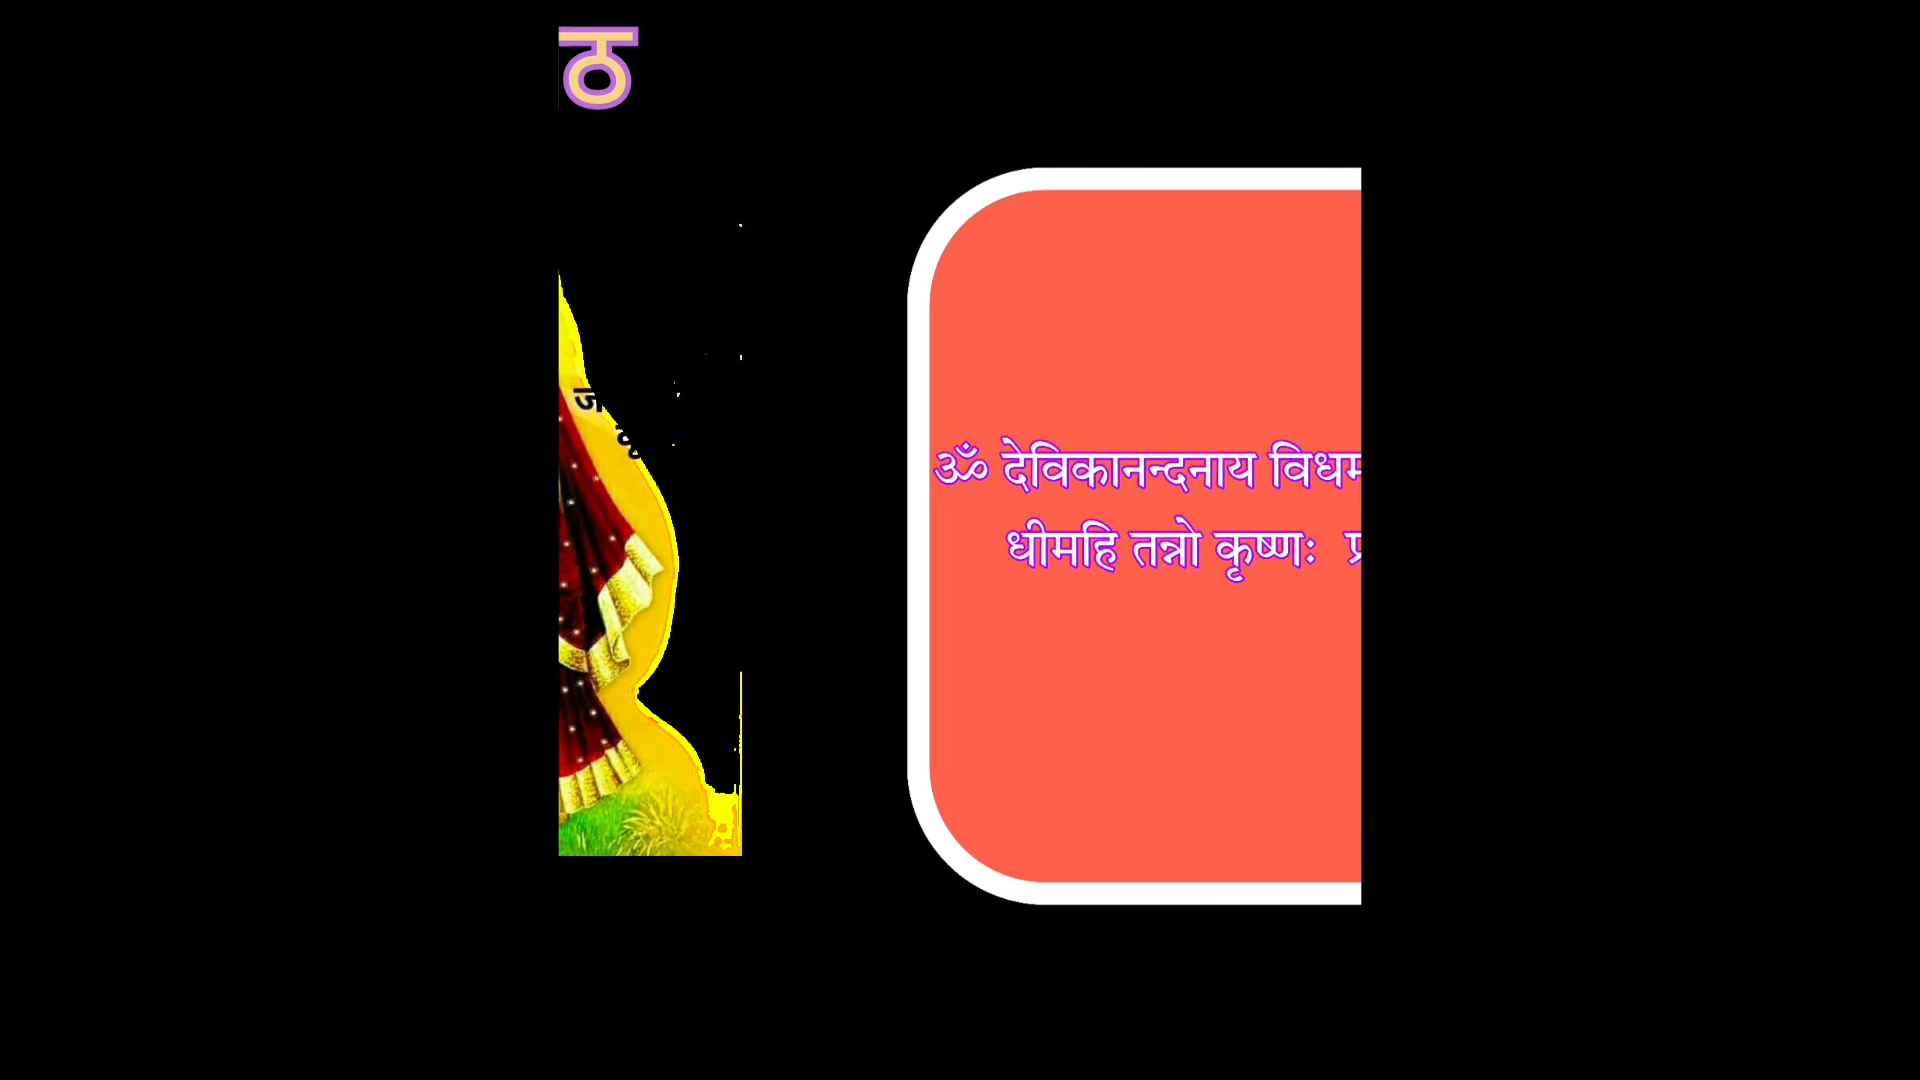 ठ
ॐ देविकानन्दनाय विधम
धीमहि तन्नो कृष्णः प्र